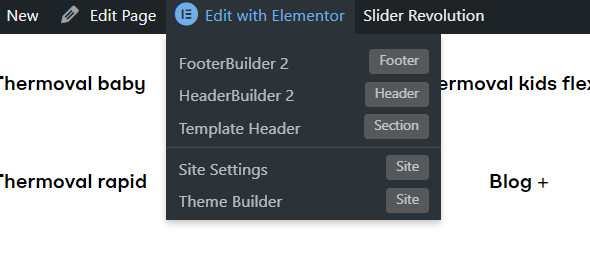 New Edit Page Edit with Elementor Slider Revolution
FooterBuilder 2 Footer
Thermoval baby
HeaderBuilder 2 Header
ermoval kids flex
Template Header Section
Site Settings Site
Thermoval rapid
Blog +
Theme Builder Site